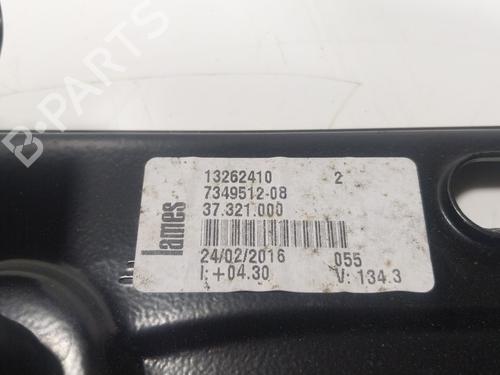 lames
13262410 2
7349512-08
37.321.000
24/02/2016 055
I: +04.30 V: 134.3
B-PARTS